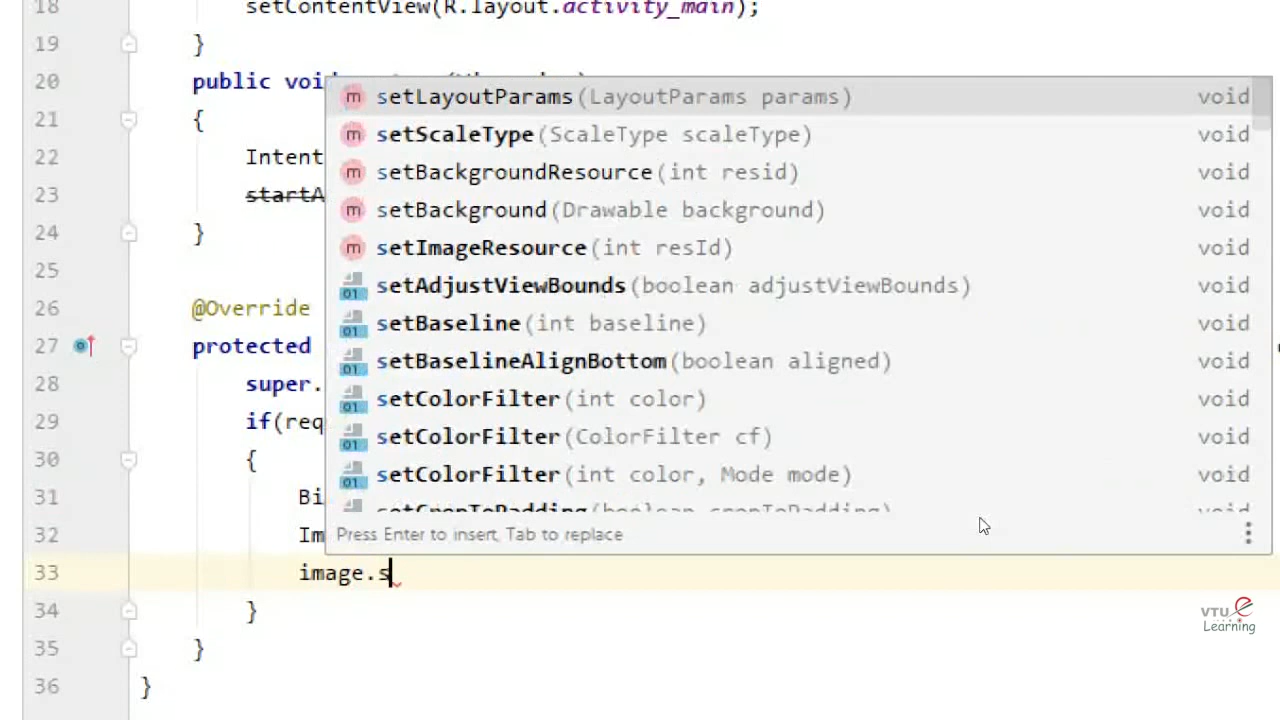 18 setContentView(R.layout.activity_main);
19 }
20 public voi
21 {
22 Intent
23 startA
24 }
25
26 @Override
27 protected
28 super.
29 if(req
30 {
31 Bi
32 Im
33 image.s
34 }
35 }
36 }
setLayoutParams(LayoutParams params) void
setScaleType(ScaleType scaleType) void
setBackgroundResource(int resid) void
setBackground(Drawable background) void
setImageResource(int resId) void
setAdjustViewBounds(boolean adjustViewBounds) void
setBaseline(int baseline) void
setBaselineAlignBottom(boolean aligned) void
setColorFilter(int color) void
setColorFilter(ColorFilter cf) void
setColorFilter(int color, Mode mode) void
setCropToPadding(boolean cropToPadding) void
Press Enter to insert, Tab to replace
VTU e
Learning